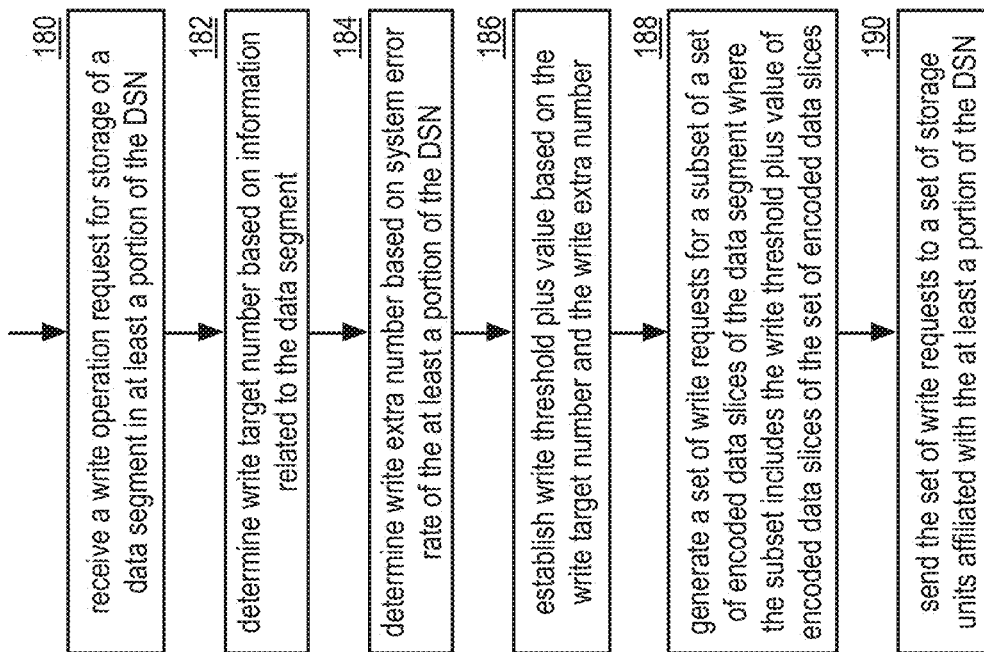 180
receive a write operation request for storage of a
data segment in at least a portion of the DSN
182
determine write target number based on information
related to the data segment
184
determine write extra number based on system error
rate of the at least a portion of the DSN
186
establish write threshold plus value based on the
write target number and the write extra number
188
generate a set of write requests for a subset of a set
of encoded data slices of the data segment where
the subset includes the write threshold plus value of
encoded data slices of the set of encoded data slices
190
send the set of write requests to a set of storage
units affiliated with the at least a portion of the DSN